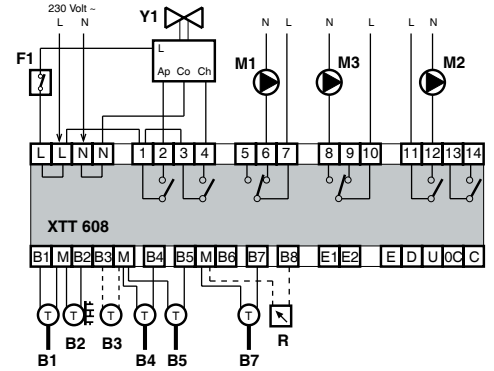 230 Volt ~
L N
Y1
F1
L
Ap Co Ch
N L
M1
N L
M3
L N
M2
L L N N 1 2 3 4 5 6 7 8 9 10 11 12 13 14
XTT 608
B1 M B2 B3 M B4 B5 M B6 B7 B8 E1 E2 E D U 0C C
T T T T T T
R
B1 B2 B3 B4 B5 B7